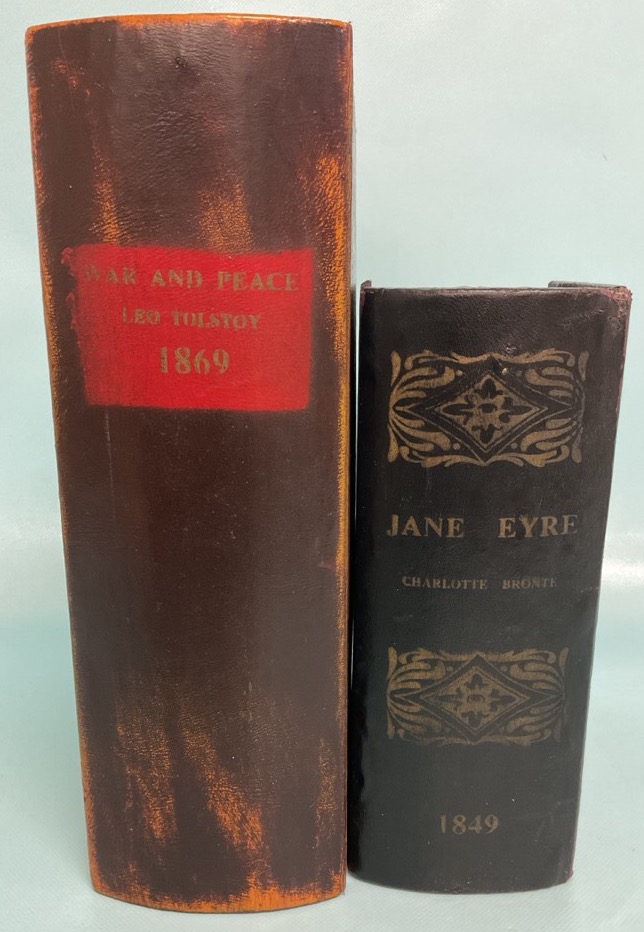 WAR AND PEACE
LEO TOLSTOY
1869
JANE EYRE
CHARLOTTE BRONTE
1849